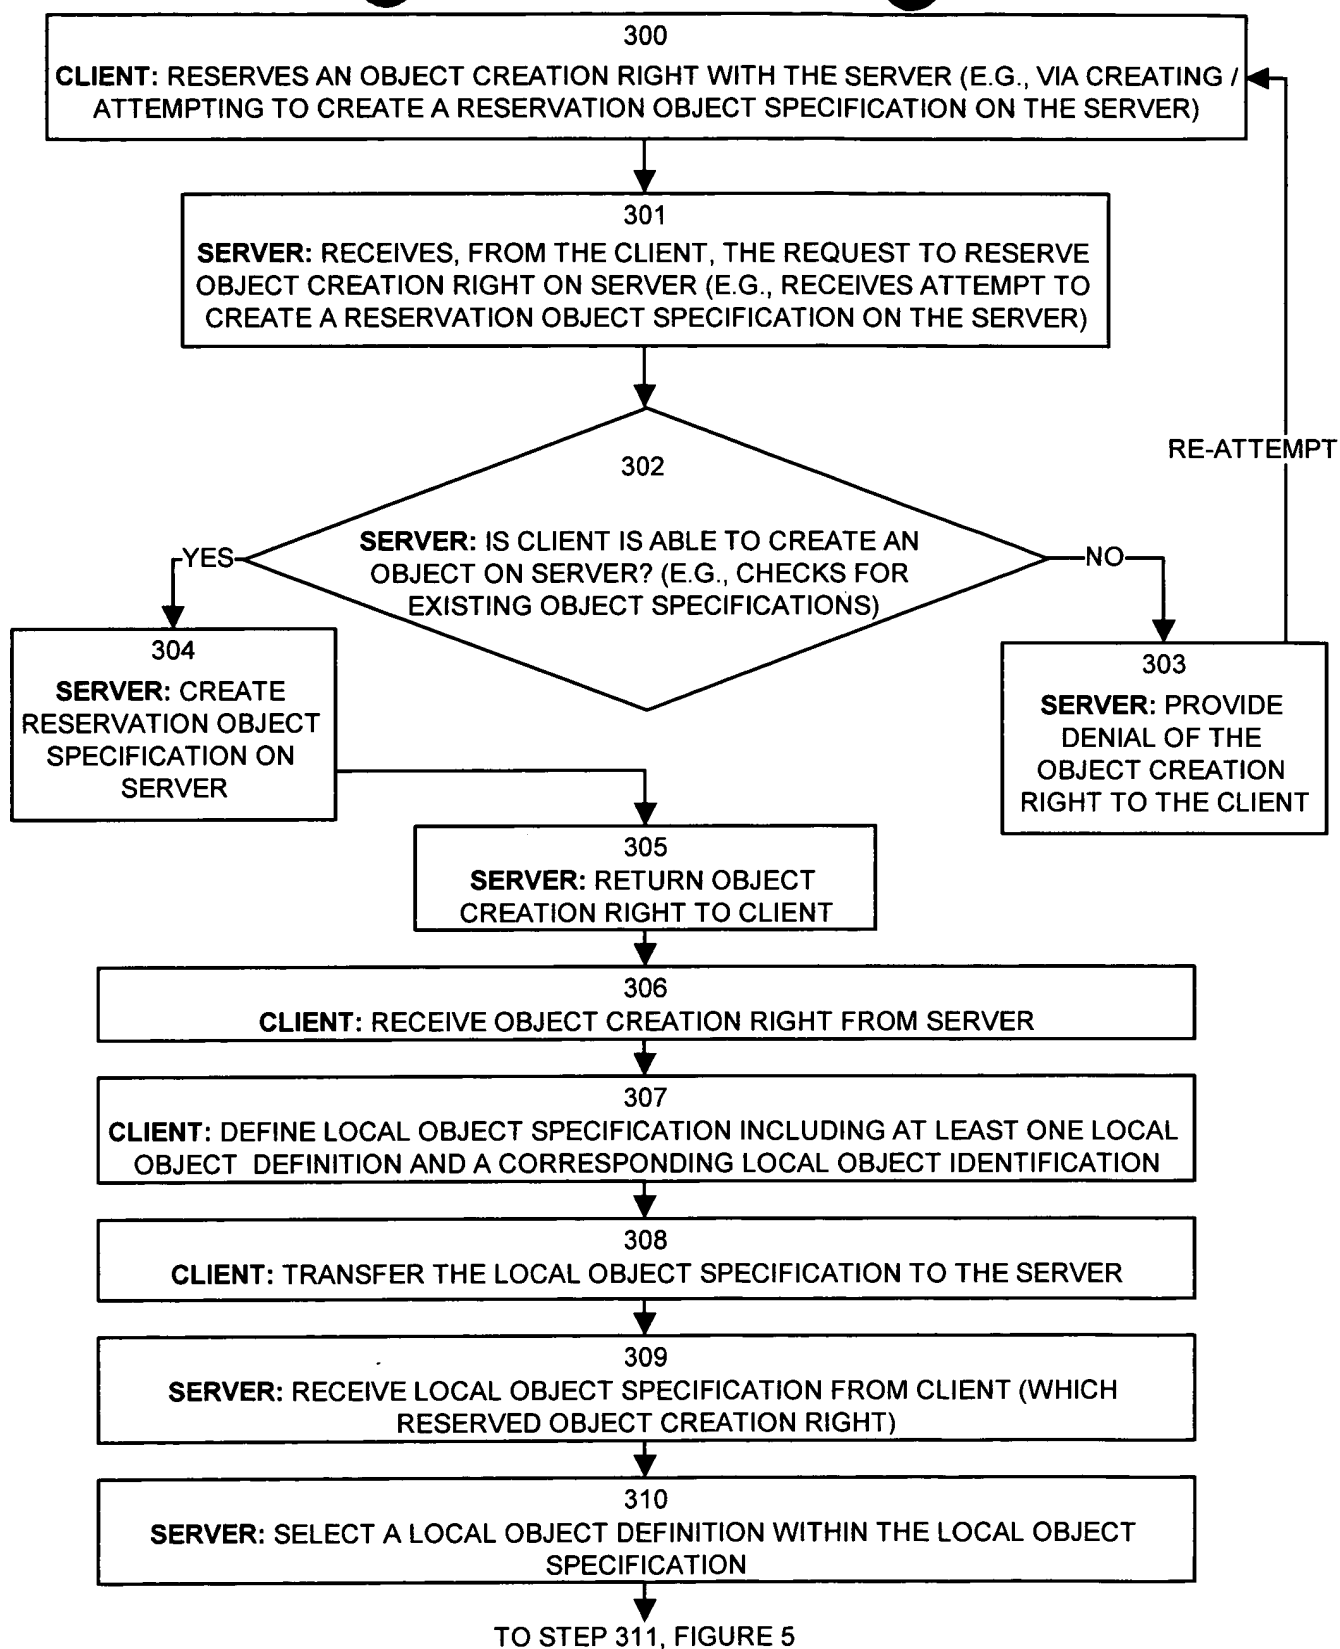 300
CLIENT: RESERVES AN OBJECT CREATION RIGHT WITH THE SERVER (E.G., VIA CREATING /
ATTEMPTING TO CREATE A RESERVATION OBJECT SPECIFICATION ON THE SERVER)
301
SERVER: RECEIVES, FROM THE CLIENT, THE REQUEST TO RESERVE
OBJECT CREATION RIGHT ON SERVER (E.G., RECEIVES ATTEMPT TO
CREATE A RESERVATION OBJECT SPECIFICATION ON THE SERVER)
RE-ATTEMPT
302
SERVER: IS CLIENT IS ABLE TO CREATE AN
OBJECT ON SERVER? (E.G., CHECKS FOR
EXISTING OBJECT SPECIFICATIONS)
YES
NO
304
SERVER: CREATE
RESERVATION OBJECT
SPECIFICATION ON
SERVER
303
SERVER: PROVIDE
DENIAL OF THE
OBJECT CREATION
RIGHT TO THE CLIENT
305
SERVER: RETURN OBJECT
CREATION RIGHT TO CLIENT
306
CLIENT: RECEIVE OBJECT CREATION RIGHT FROM SERVER
307
CLIENT: DEFINE LOCAL OBJECT SPECIFICATION INCLUDING AT LEAST ONE LOCAL
OBJECT DEFINITION AND A CORRESPONDING LOCAL OBJECT IDENTIFICATION
308
CLIENT: TRANSFER THE LOCAL OBJECT SPECIFICATION TO THE SERVER
309
SERVER: RECEIVE LOCAL OBJECT SPECIFICATION FROM CLIENT (WHICH
RESERVED OBJECT CREATION RIGHT)
310
SERVER: SELECT A LOCAL OBJECT DEFINITION WITHIN THE LOCAL OBJECT
SPECIFICATION
TO STEP 311, FIGURE 5